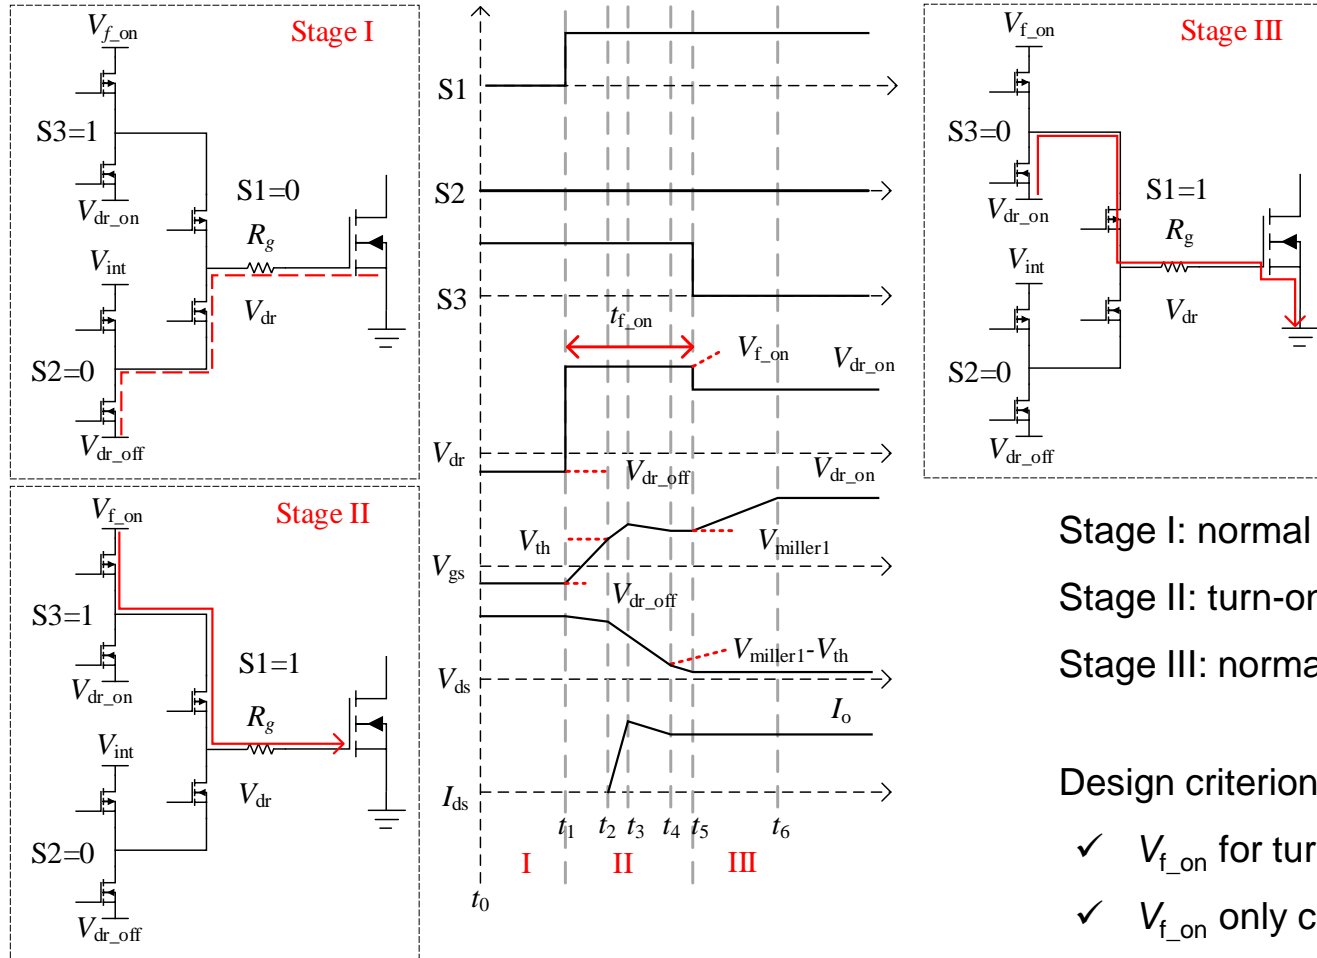 V_f_on
Stage I
S3=1
S1=0
V_dr_on
R_g
V_int
V_dr
S2=0
V_dr_off
V_f_on
Stage II
S3=1
S1=1
V_dr_on
R_g
V_int
V_dr
S2=0
V_dr_off
S1
S2
S3
t_f_on
V_f_on
V_dr_on
V_dr
V_dr_off
V_dr_on
V_th
V_miller1
V_gs
V_dr_off
V_miller1-V_th
V_ds
I_o
I_ds
t_1 t_2 t_3 t_4 t_5 t_6
I II III
t_0
V_f_on
Stage III
S3=0
S1=1
V_dr_on
R_g
V_int
V_dr
S2=0
V_dr_off
Stage I: normal
Stage II: turn-or
Stage III: norma
Design criterion
✓ V_f_on for tur
✓ V_f_on only c